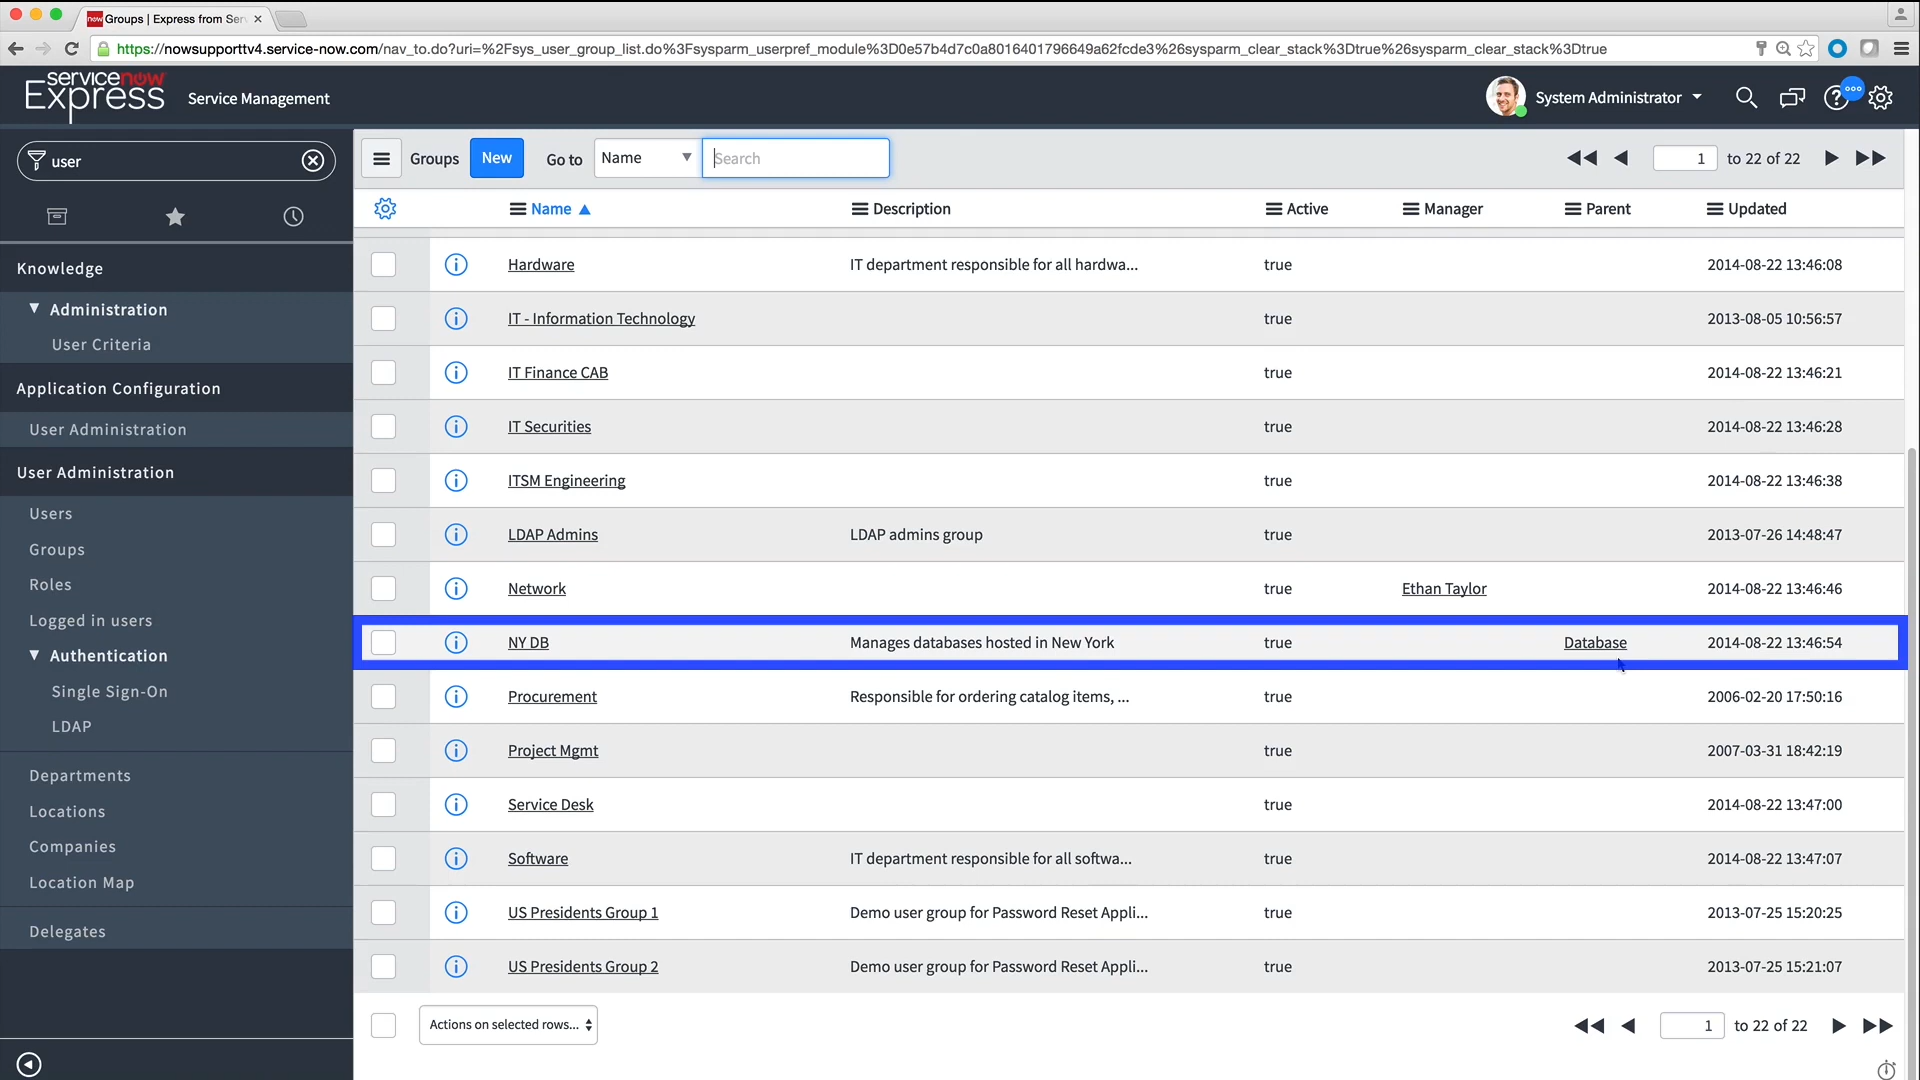 now Groups | Express from Ser
https://nowsupporttv4.service-now.com/nav_to.do?uri=%2Fsys_user_group_list.do%3Fsysparm_userpref_module%3D0e57b4d7c0a8016401796649a62fcde3%26sysparm_clear_stack%3Dtrue%26sysparm_clear_stack%3Dtrue
servicenow
Express
Service Management
System Administrator
user
Groups New Go to Name Search 1 to 22 of 22
Name Description Active Manager Parent Updated
Knowledge
Administration
User Criteria
Application Configuration
User Administration
User Administration
Users
Groups
Roles
Logged in users
Authentication
Single Sign-On
LDAP
Departments
Locations
Companies
Location Map
Delegates
Hardware IT department responsible for all hardwa... true 2014-08-22 13:46:08
IT - Information Technology true 2013-08-05 10:56:57
IT Finance CAB true 2014-08-22 13:46:21
IT Securities true 2014-08-22 13:46:28
ITSM Engineering true 2014-08-22 13:46:38
LDAP Admins LDAP admins group true 2013-07-26 14:48:47
Network true Ethan Taylor 2014-08-22 13:46:46
NY DB Manages databases hosted in New York true Database 2014-08-22 13:46:54
Procurement Responsible for ordering catalog items, ... true 2006-02-20 17:50:16
Project Mgmt true 2007-03-31 18:42:19
Service Desk true 2014-08-22 13:47:00
Software IT department responsible for all softwa... true 2014-08-22 13:47:07
US Presidents Group 1 Demo user group for Password Reset Appli... true 2013-07-25 15:20:25
US Presidents Group 2 Demo user group for Password Reset Appli... true 2013-07-25 15:21:07
Actions on selected rows... 1 to 22 of 22